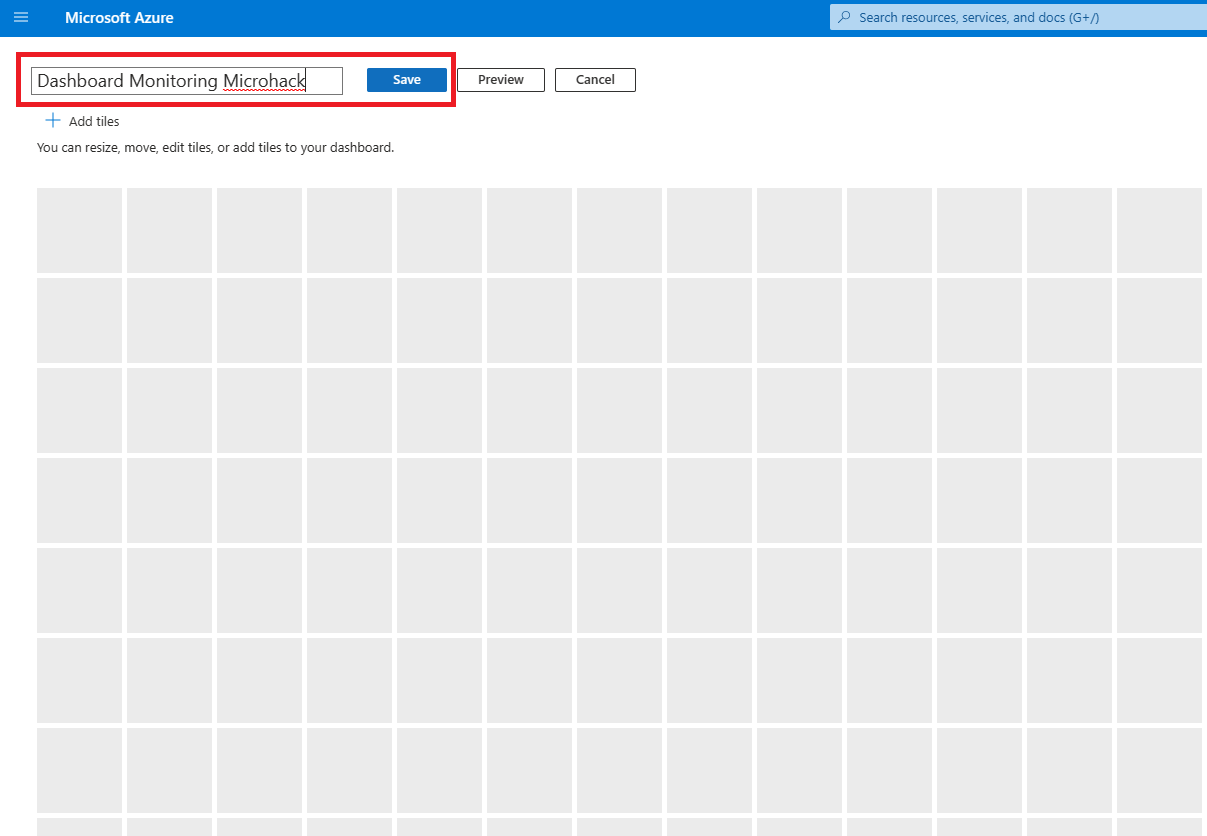 Microsoft Azure
Search resources, services, and docs (G+/)
Dashboard Monitoring Microhack
Save
Preview
Cancel
Add tiles
You can resize, move, edit tiles, or add tiles to your dashboard.